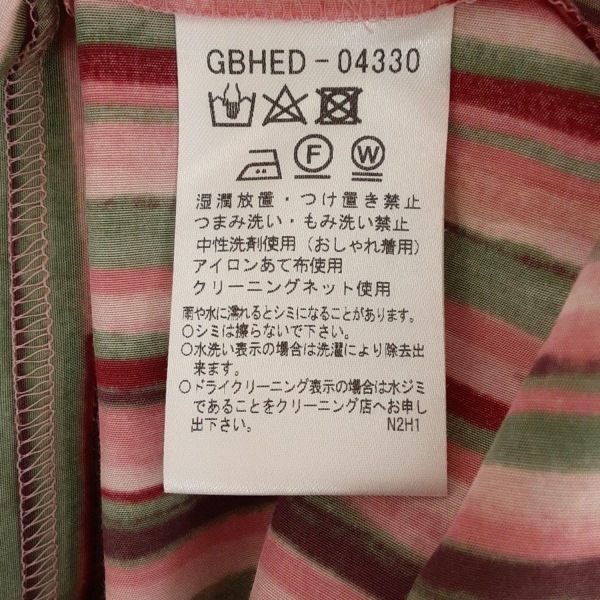 GBHED-04330
F
W
湿潤放置・つけ置き禁止
つまみ洗い・もみ洗い禁止
中性洗剤使用(おしゃれ着用)
アイロンあて布使用
クリーニングネット使用
雨や水に濡れるとシミになることがあります。
○シミは擦らないで下さい。
○水洗い表示の場合は洗濯により除去出
来ます。
○ドライクリーニング表示の場合は水ジミ
であることをクリーニング店へお申し
出下さい。
N2H1